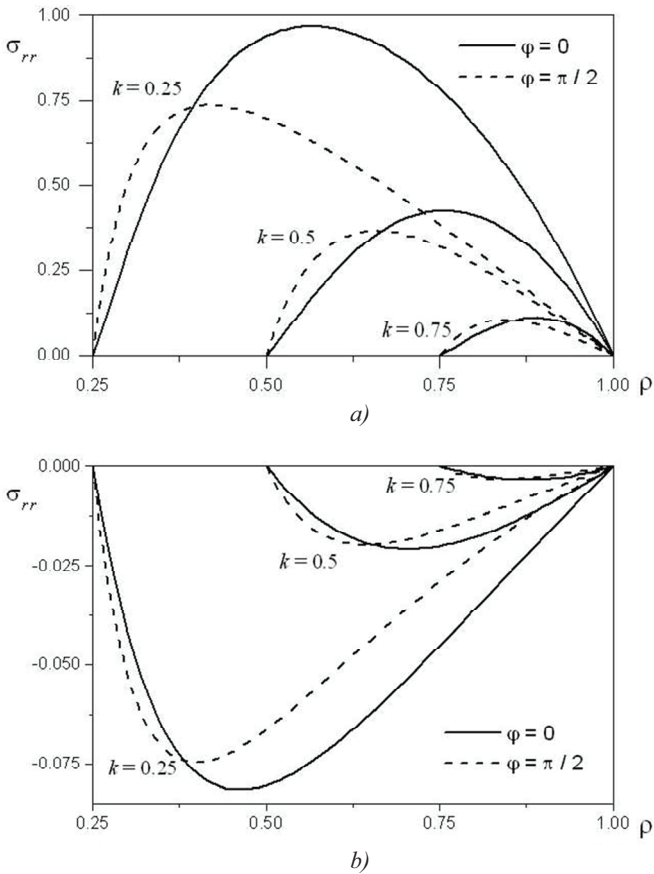 1.00
σrr
φ = 0
φ = π / 2
k = 0.25
0.75
0.50
k = 0.5
0.25
k = 0.75
0.00
0.25 0.50 0.75 1.00 ρ
a)
0.000
σrr
k = 0.75
-0.025
k = 0.5
-0.050
φ = 0
-0.075
k = 0.25
φ = π / 2
0.25 0.50 0.75 1.00 ρ
b)